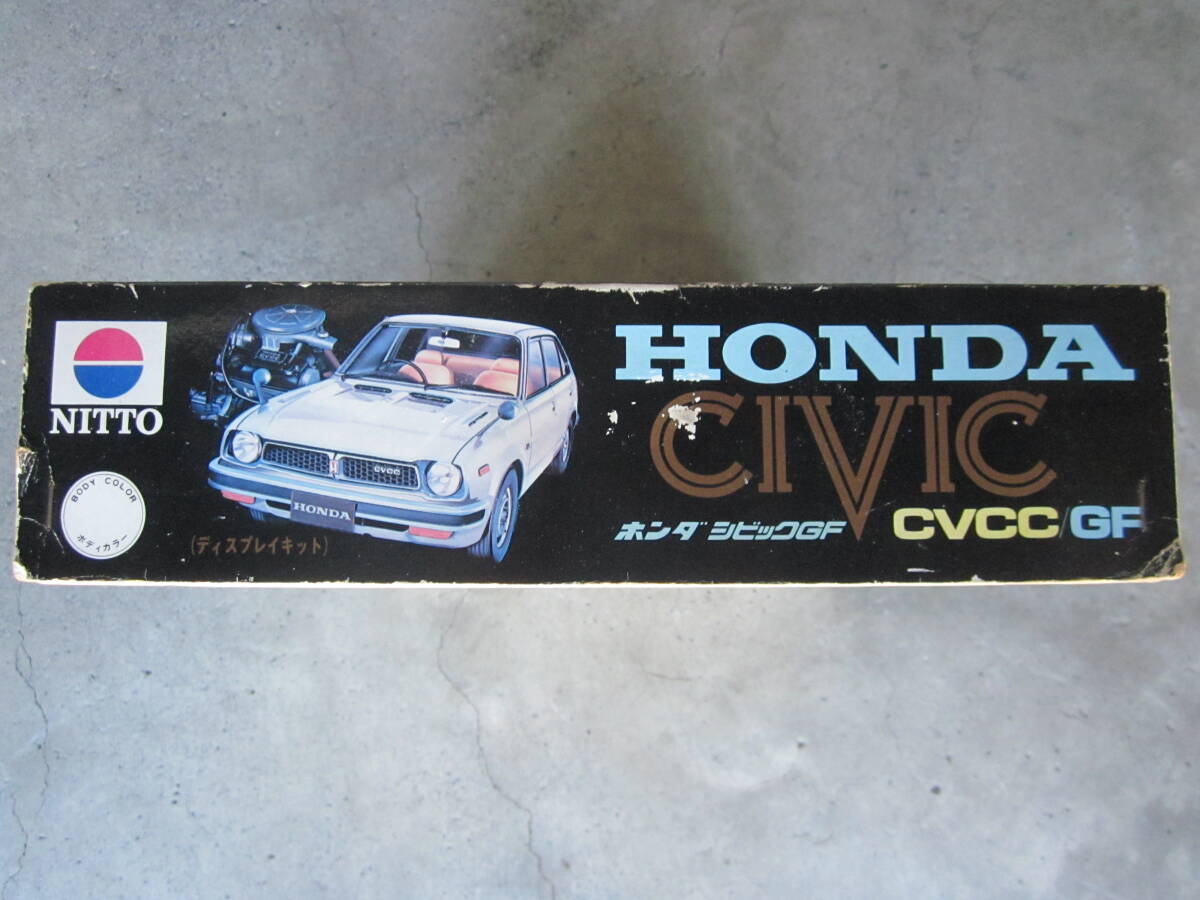 NITTO
BODY COLOR
ボディカラー
CVCC
HONDA
(ディスプレイキット)
HONDA
CIVIC
ホンダ シビックGF
CVCC/GF